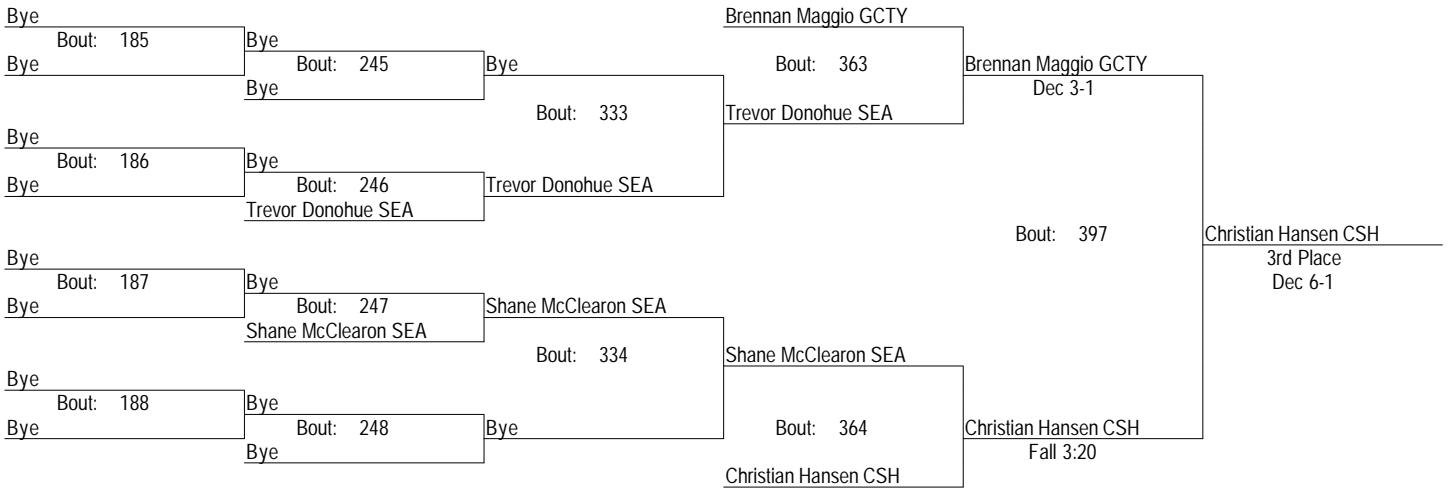 Bye
Brennan Maggio GCTY
Bout: 185
Bye
Bye
Bout: 245
Bye
Bout: 363
Brennan Maggio GCTY
Bye
Dec 3-1
Bout: 333
Trevor Donohue SEA
Bye
Bout: 186
Bye
Bye
Bout: 246
Trevor Donohue SEA
Trevor Donohue SEA
Bout: 397
Christian Hansen CSH
Bye
3rd Place
Bout: 187
Bye
Dec 6-1
Bye
Bout: 247
Shane McClearon SEA
Shane McClearon SEA
Bout: 334
Shane McClearon SEA
Bye
Bout: 188
Bye
Bye
Bout: 248
Bye
Bout: 364
Christian Hansen CSH
Bye
Fall 3:20
Christian Hansen CSH